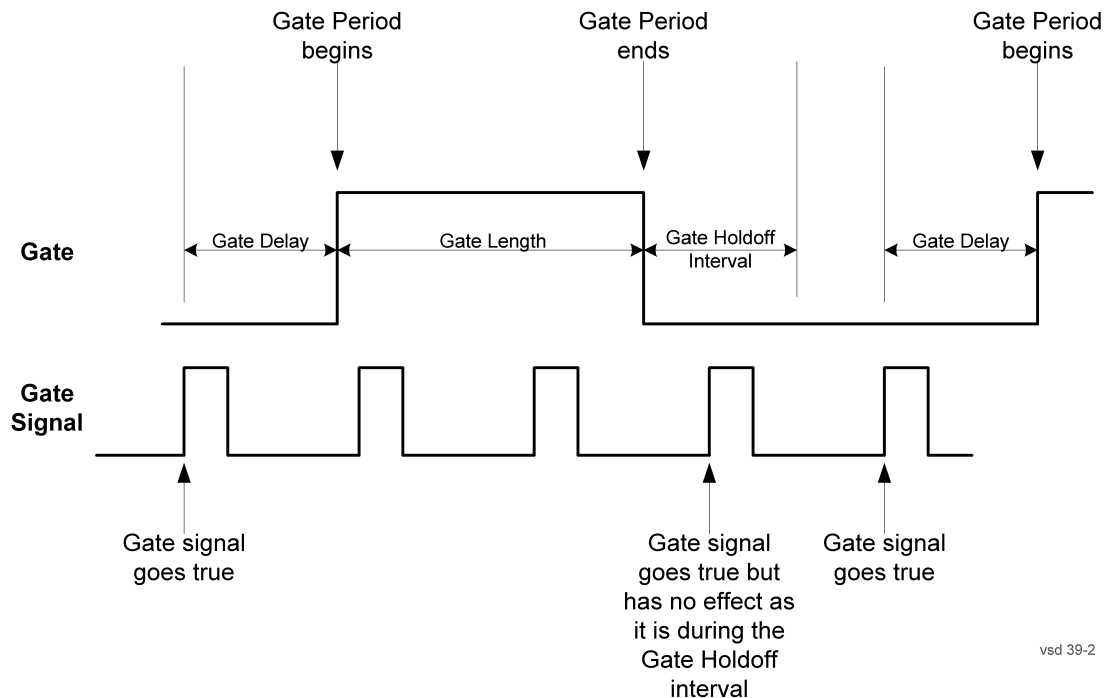 Gate Period
begins
Gate Period
ends
Gate Period
begins
Gate
Gate Delay
Gate Length
Gate Holdoff
Interval
Gate Delay
Gate
Signal
Gate signal
goes true
Gate signal
goes true but
has no effect as
it is during the
Gate Holdoff
interval
Gate signal
goes true
vsd 39-2